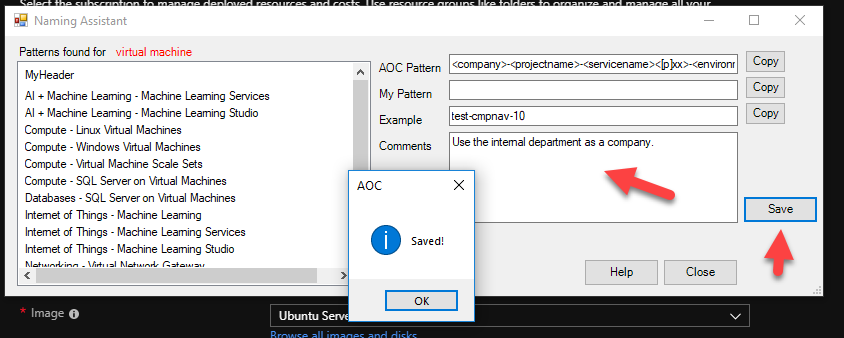 Select the subscription to manage deployed resources and costs. Use resource groups like folders to organize and manage all your
Naming Assistant
Patterns found for virtual machine
MyHeader
AI + Machine Learning - Machine Learning Services
AI + Machine Learning - Machine Learning Studio
Compute - Linux Virtual Machines
Compute - Windows Virtual Machines
Compute - Virtual Machine Scale Sets
Compute - SQL Server on Virtual Machines
Databases - SQL Server on Virtual Machines
Internet of Things - Machine Learning
Internet of Things - Machine Learning Services
Internet of Things - Machine Learning Studio
Networking - Virtual Network Gateway
AOC Pattern <company>-<projectname>-<servicename><[p]xx>-<environm Copy
My Pattern Copy
Example test-cmpnav-10 Copy
Comments Use the internal department as a company.
Save
Help Close
AOC
Saved!
OK
* Image Ubuntu Serve
Browse all images and disks